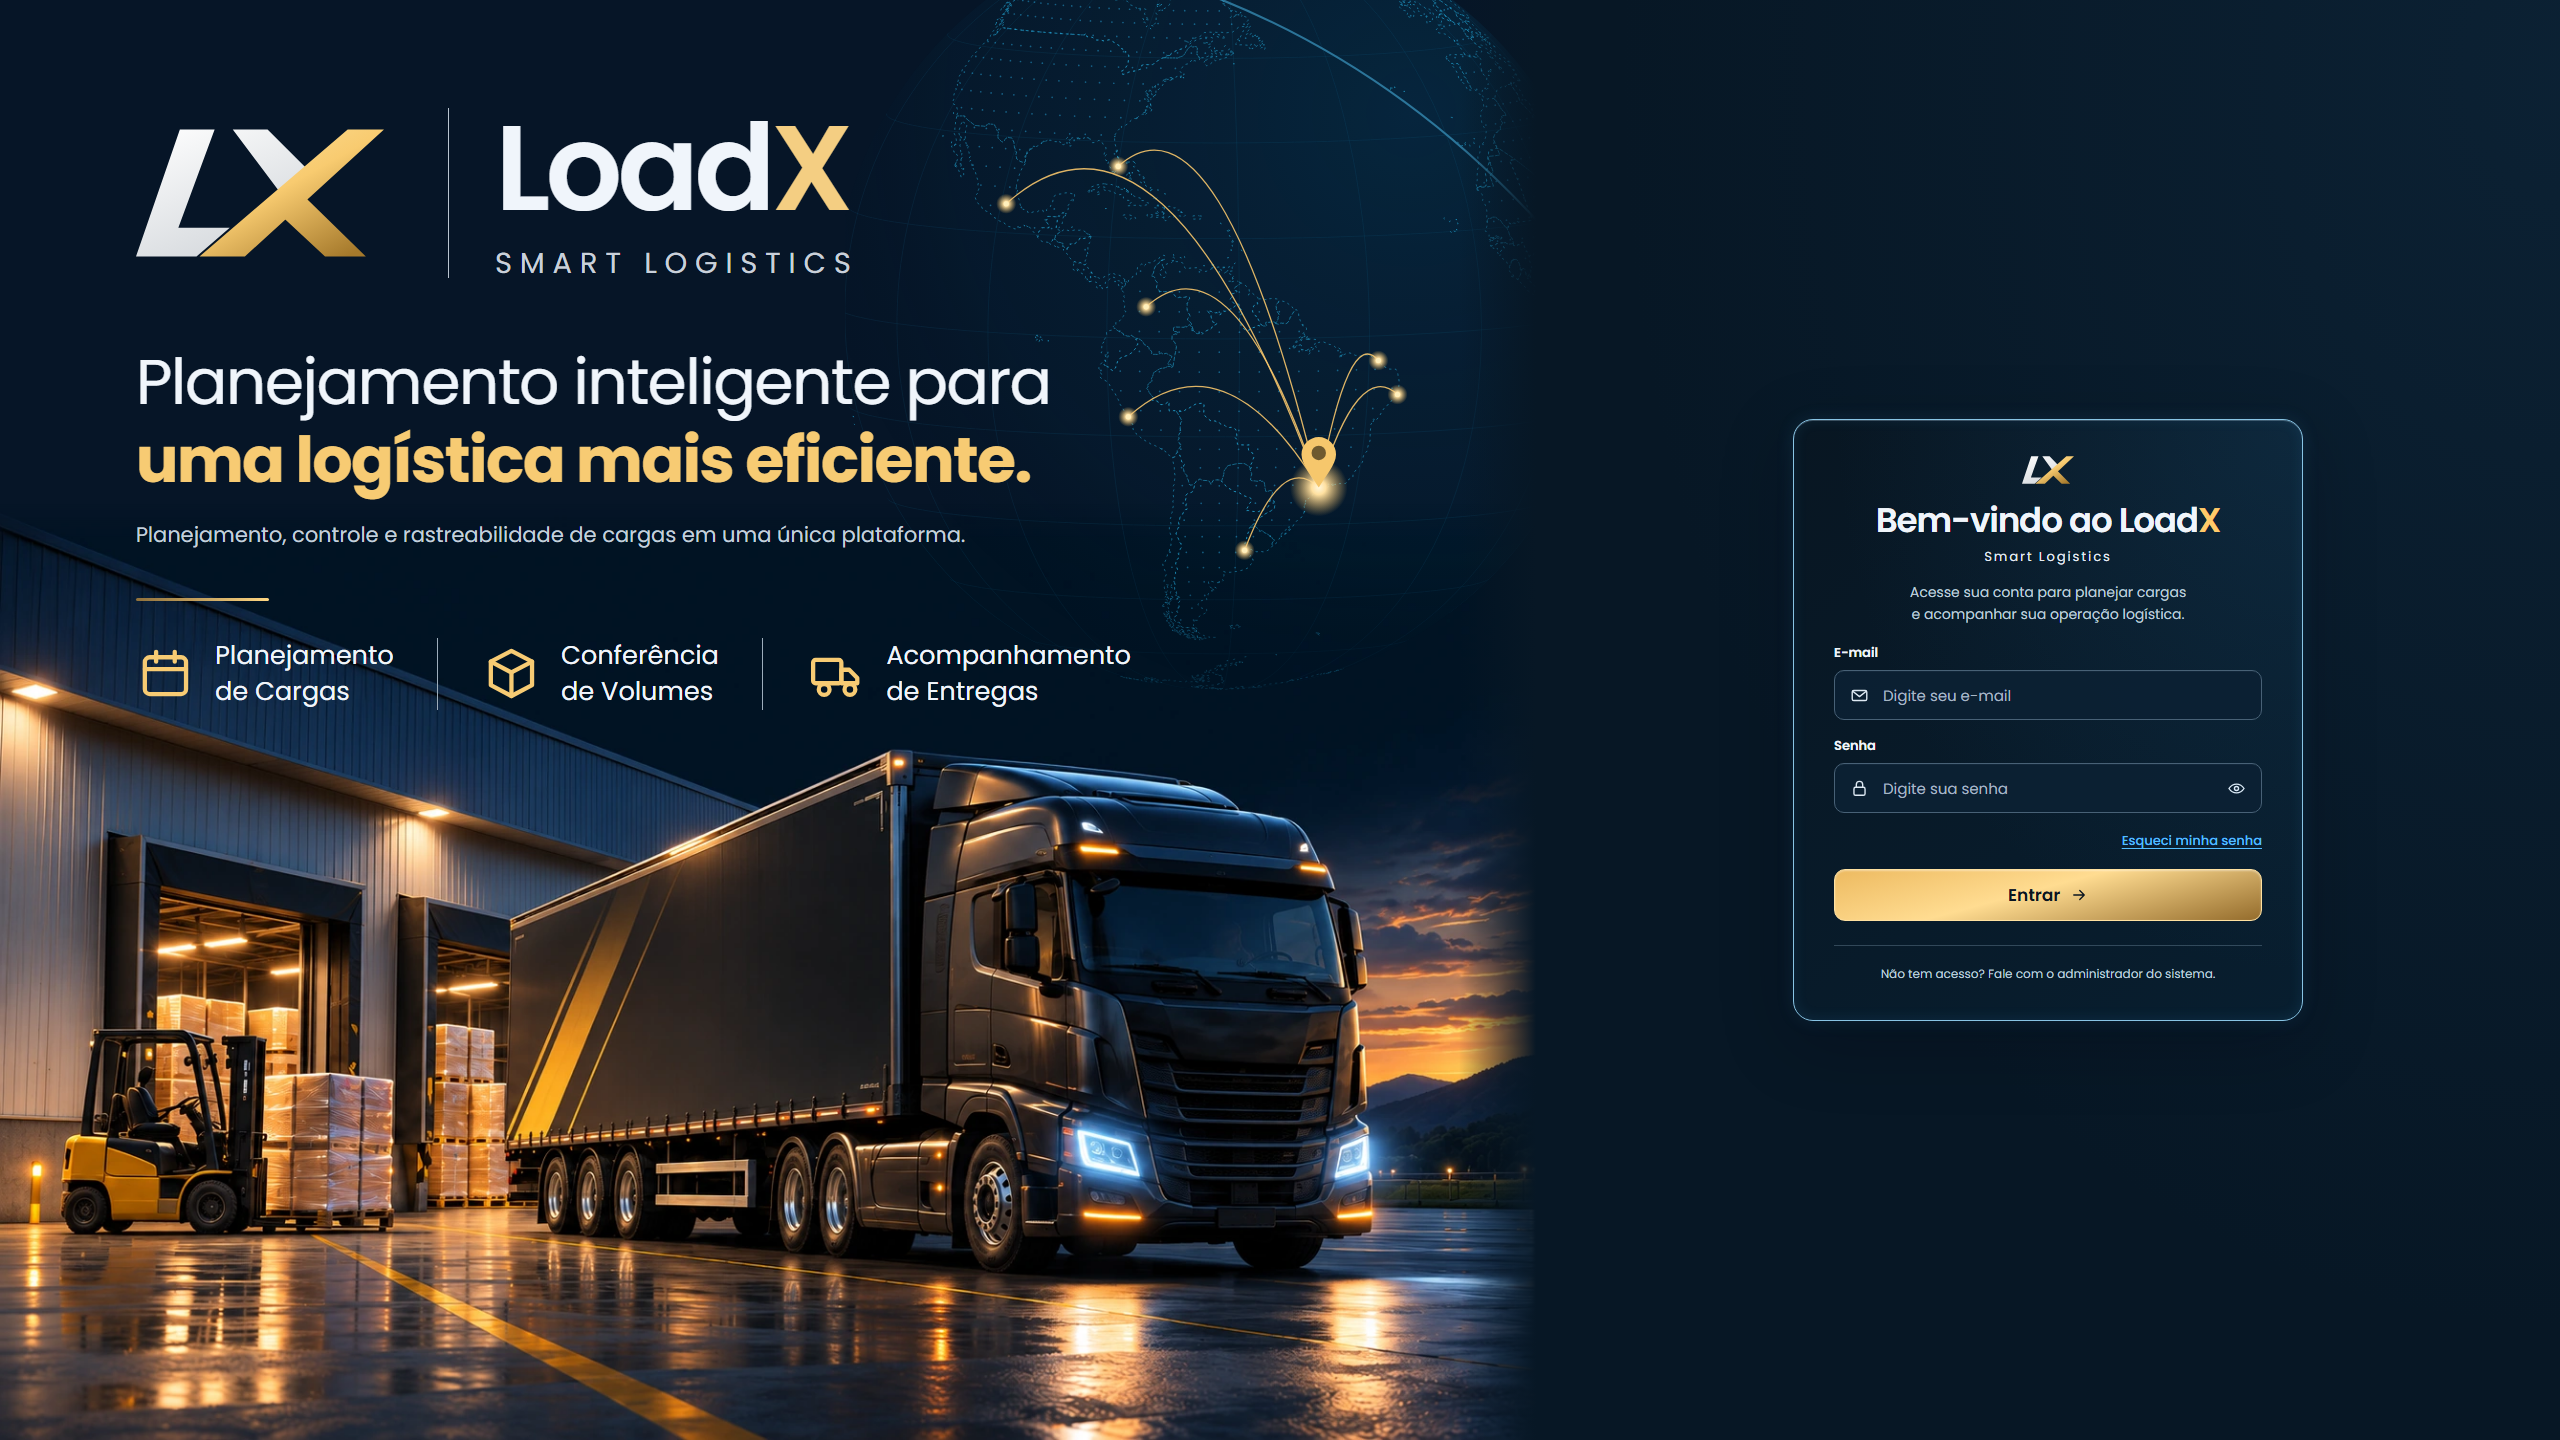 LX
LoadX
SMART LOGISTICS
Planejamento inteligente para
uma logística mais eficiente.
Planejamento, controle e rastreabilidade de cargas em uma única plataforma.
Planejamento
de Cargas
Conferência
de Volumes
Acompanhamento
de Entregas
LX
Bem-vindo ao LoadX
Smart Logistics
Acesse sua conta para planejar cargas
e acompanhar sua operação logística.
E-mail
Digite seu e-mail
Senha
Digite sua senha
Esqueci minha senha
Entrar →
Não tem acesso? Fale com o administrador do sistema.